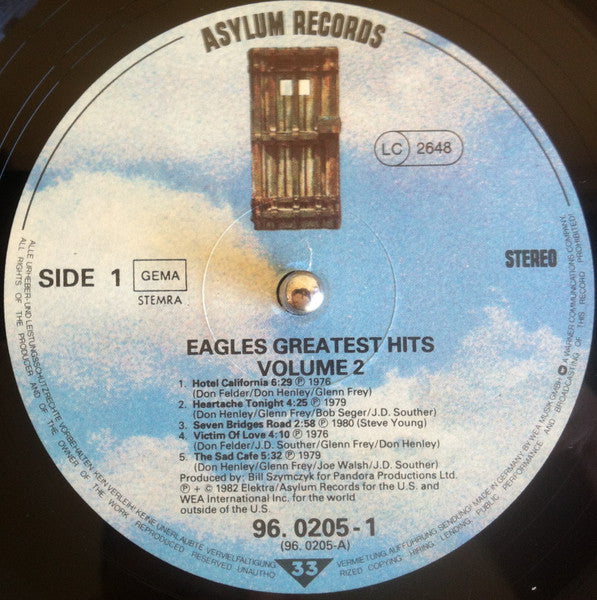 ASYLUM RECORDS
LC 2648
SIDE 1
GEMA
STEMRA
STEREO
EAGLES GREATEST HITS
VOLUME 2
1. Hotel California 6:29 Ⓟ 1976
(Don Felder/Don Henley/Glenn Frey)
2. Heartache Tonight 4:25 Ⓟ 1979
(Don Henley/Glenn Frey/Bob Seger/J.D. Souther)
3. Seven Bridges Road 2:58 Ⓟ 1980 (Steve Young)
4. Victim Of Love 4:10 Ⓟ 1976
(Don Felder/J.D. Souther/Glenn Frey/Don Henley)
5. The Sad Cafe 5:32 Ⓟ 1979
(Don Henley/Glenn Frey/Joe Walsh/J.D. Souther)
Produced by: Bill Szymczyk for Pandora Productions Ltd.
Ⓟ + © 1982 Elektra/Asylum Records for the U.S. and
WEA International Inc. for the world
outside of the U.S.
96. 0205-1
(96. 0205-A)
33
ALLE URHEBER- UND LEISTUNGSSCHUTZRECHTE VORBEHALTEN · KEIN VERLEIH! KEINE UNERLAUBTE VERVIELFÄLTIGUNG, VERMIETUNG, AUFFÜHRUNG, SENDUNG! MADE IN GERMANY BY WEA MUSIK GMBH A WARNER COMMUNICATIONS COMPANY
ALL RIGHTS OF THE PRODUCER AND OF THE OWNER OF THE WORK REPRODUCED RESERVED UNAUTHORIZED COPYING, HIRING, LENDING, PUBLIC PERFORMANCE AND BROADCASTING OF THIS RECORD PROHIBITED!